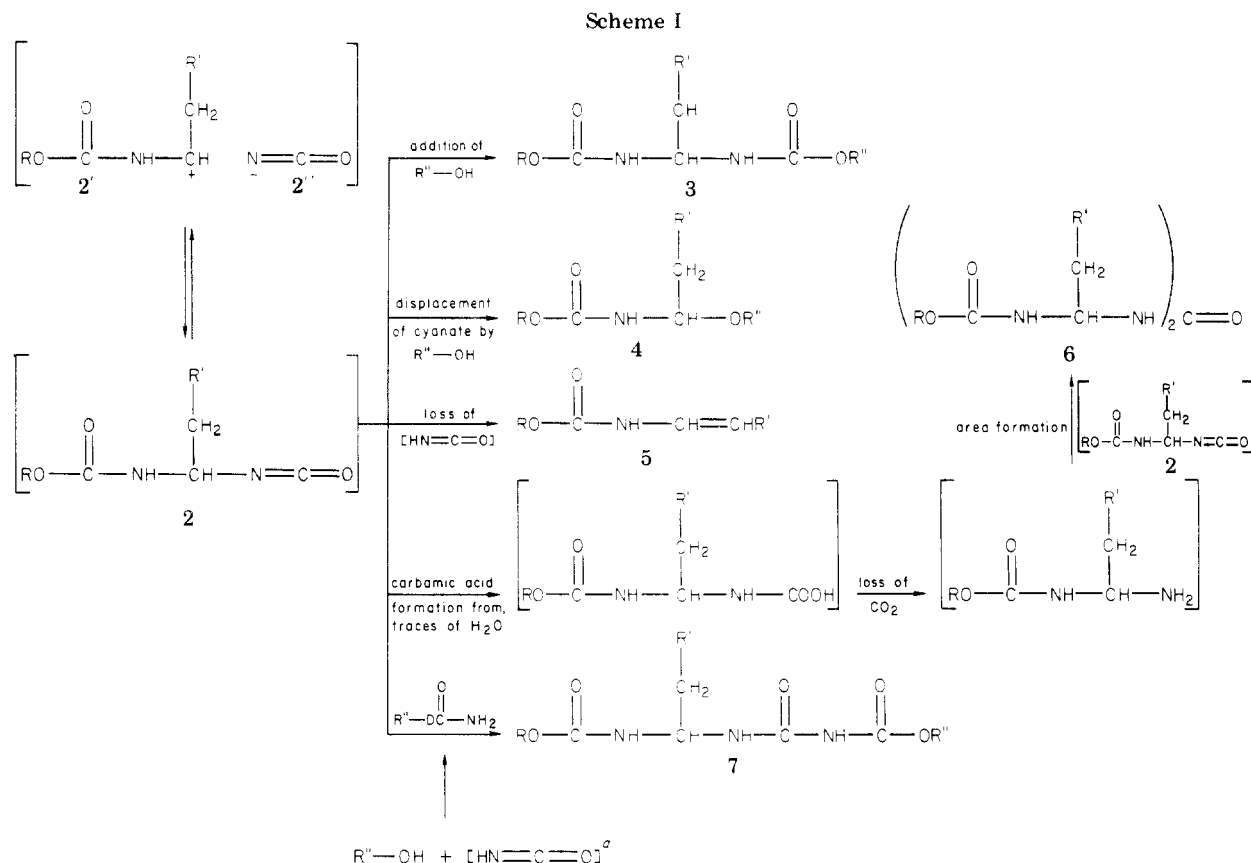 Scheme I
R'
CH2
O
RO—C—NH—CH
+
N=C=O
-
2'
2''
R'
CH2
O
RO—C—NH—CH—N=C=O
2
addition of
R''—OH
R'
CH
O
O
RO—C—NH—CH—NH—C—OR''
3
displacement
of cyanate by
R''—OH
R'
CH2
O
RO—C—NH—CH—OR''
4
loss of
[HN=C=O]
O
RO—C—NH—CH=CHR'
5
R'
CH2
O
RO—C—NH—CH—NH
2
C=O
6
area formation
R'
CH2
O
RO—C—NH—CH—N=C=O
2
carbamic acid
formation from,
traces of H2O
R'
CH2
O
RO—C—NH—CH—NH—COOH
loss of
CO2
R'
CH2
O
RO—C—NH—CH—NH2
O
R''—DC—NH2
R'
CH2
O
O
O
RO—C—NH—CH—NH—C—NH—C—OR''
7
R''—OH + [HN=C=O]a